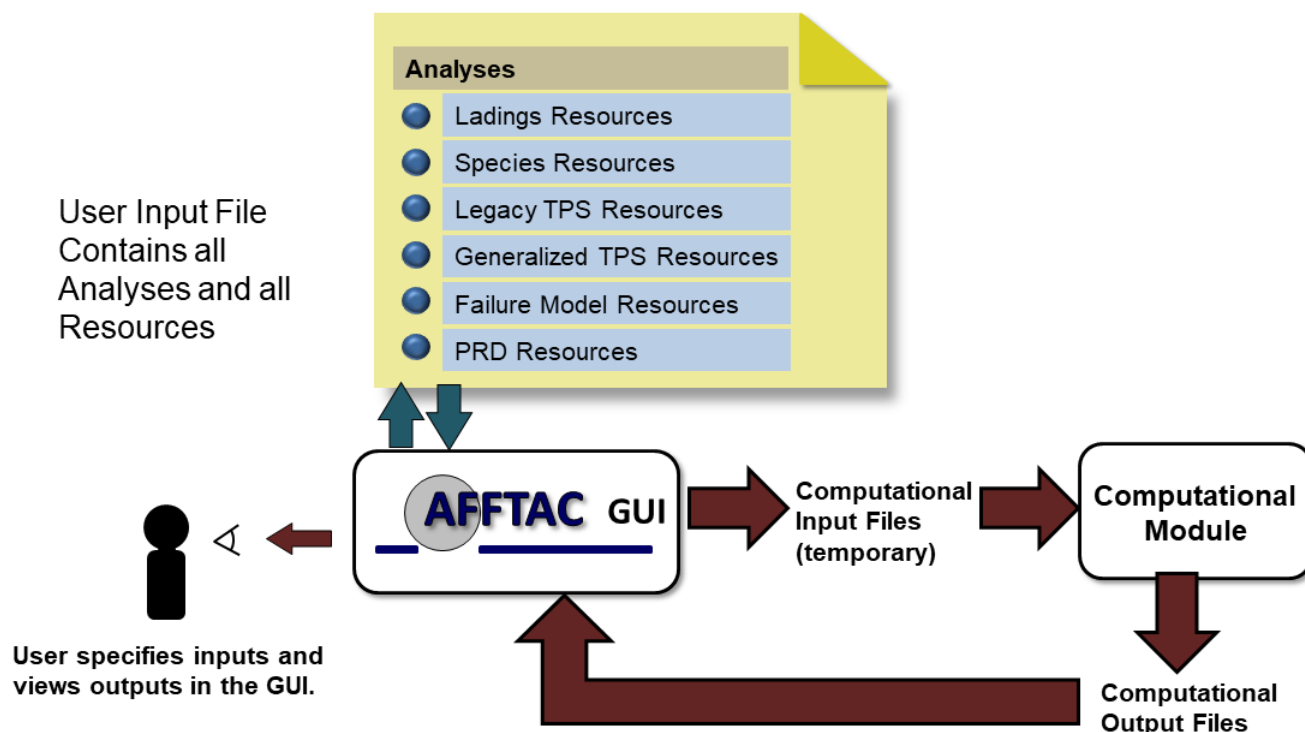 Analyses
Ladings Resources
Species Resources
Legacy TPS Resources
Generalized TPS Resources
Failure Model Resources
PRD Resources
User Input File
Contains all
Analyses and all
Resources
AFFTAC GUI
Computational
Input Files
(temporary)
Computational
Module
User specifies inputs and
views outputs in the GUI.
Computational
Output Files